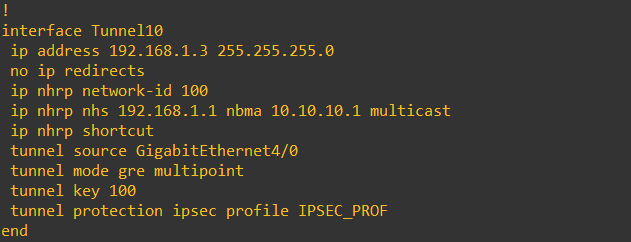 !
interface Tunnel10
 ip address 192.168.1.3 255.255.255.0
 no ip redirects
 ip nhrp network-id 100
 ip nhrp nhs 192.168.1.1 nbma 10.10.10.1 multicast
 ip nhrp shortcut
 tunnel source GigabitEthernet4/0
 tunnel mode gre multipoint
 tunnel key 100
 tunnel protection ipsec profile IPSEC_PROF
end